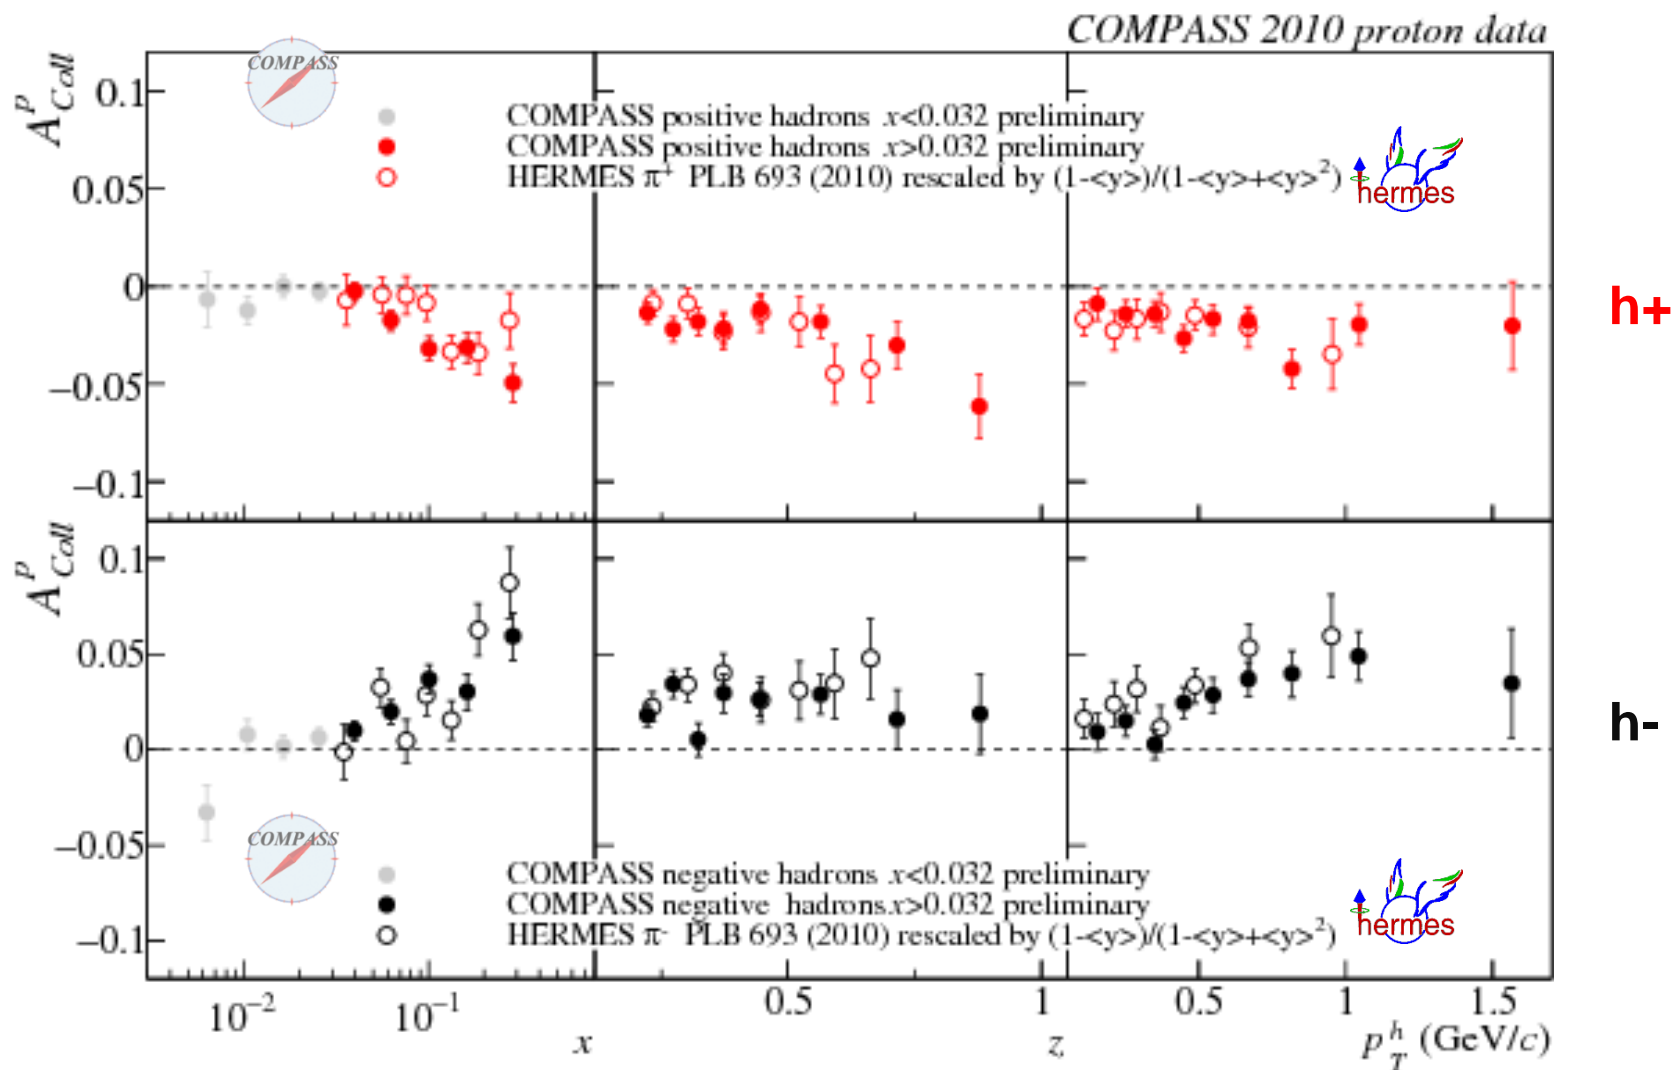 COMPASS 2010 proton data
COMPASS
A^p_Coll
0.1
0.05
0
−0.05
−0.1
COMPASS positive hadrons x<0.032 preliminary
COMPASS positive hadrons x>0.032 preliminary
HERMES π⁺ PLB 693 (2010) rescaled by (1-<y>)/(1-<y>+<y>²)
hermes
h+
A^p_Coll
0.1
0.05
0
−0.05
−0.1
h-
COMPASS
COMPASS negative hadrons x<0.032 preliminary
COMPASS negative hadrons x>0.032 preliminary
HERMES π⁻ PLB 693 (2010) rescaled by (1-<y>)/(1-<y>+<y>²)
hermes
10⁻² 10⁻¹ 0.5 1 0.5 1 1.5
x z p_T^h (GeV/c)